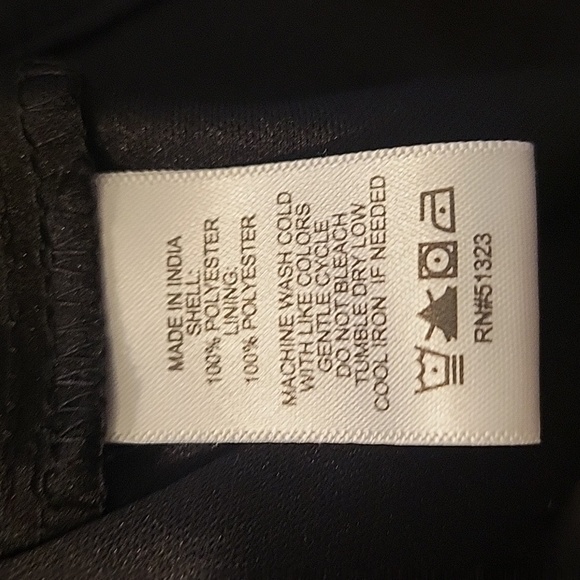 MADE IN INDIA
SHELL:
100% POLYESTER
LINING:
100% POLYESTER
MACHINE WASH COLD
WITH LIKE COLORS
GENTLE CYCLE
DO NOT BLEACH
TUMBLE DRY LOW
COOL IRON IF NEEDED
RN#51323